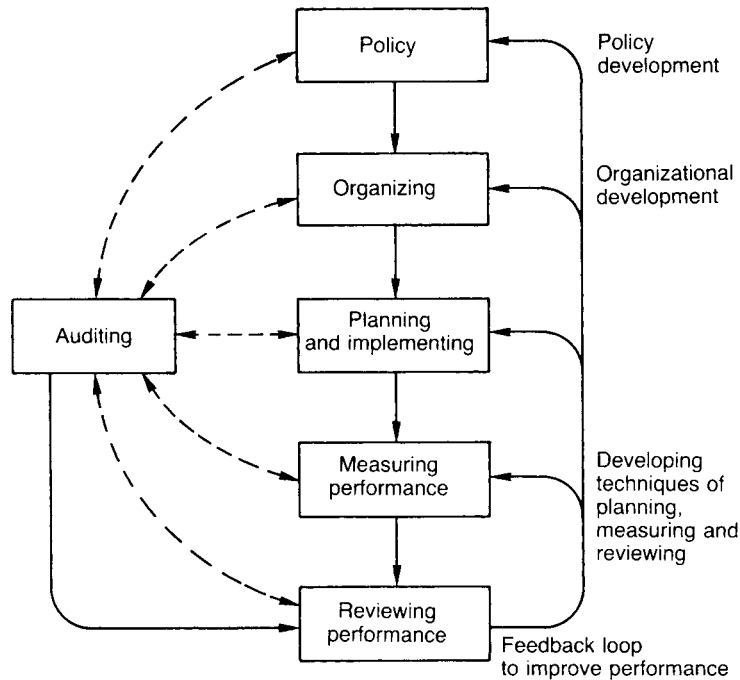 Policy
Policy
development
Organizing
Organizational
development
Auditing
Planning
and implementing
Measuring
performance
Developing
techniques of
planning,
measuring and
reviewing
Reviewing
performance
Feedback loop
to improve performance